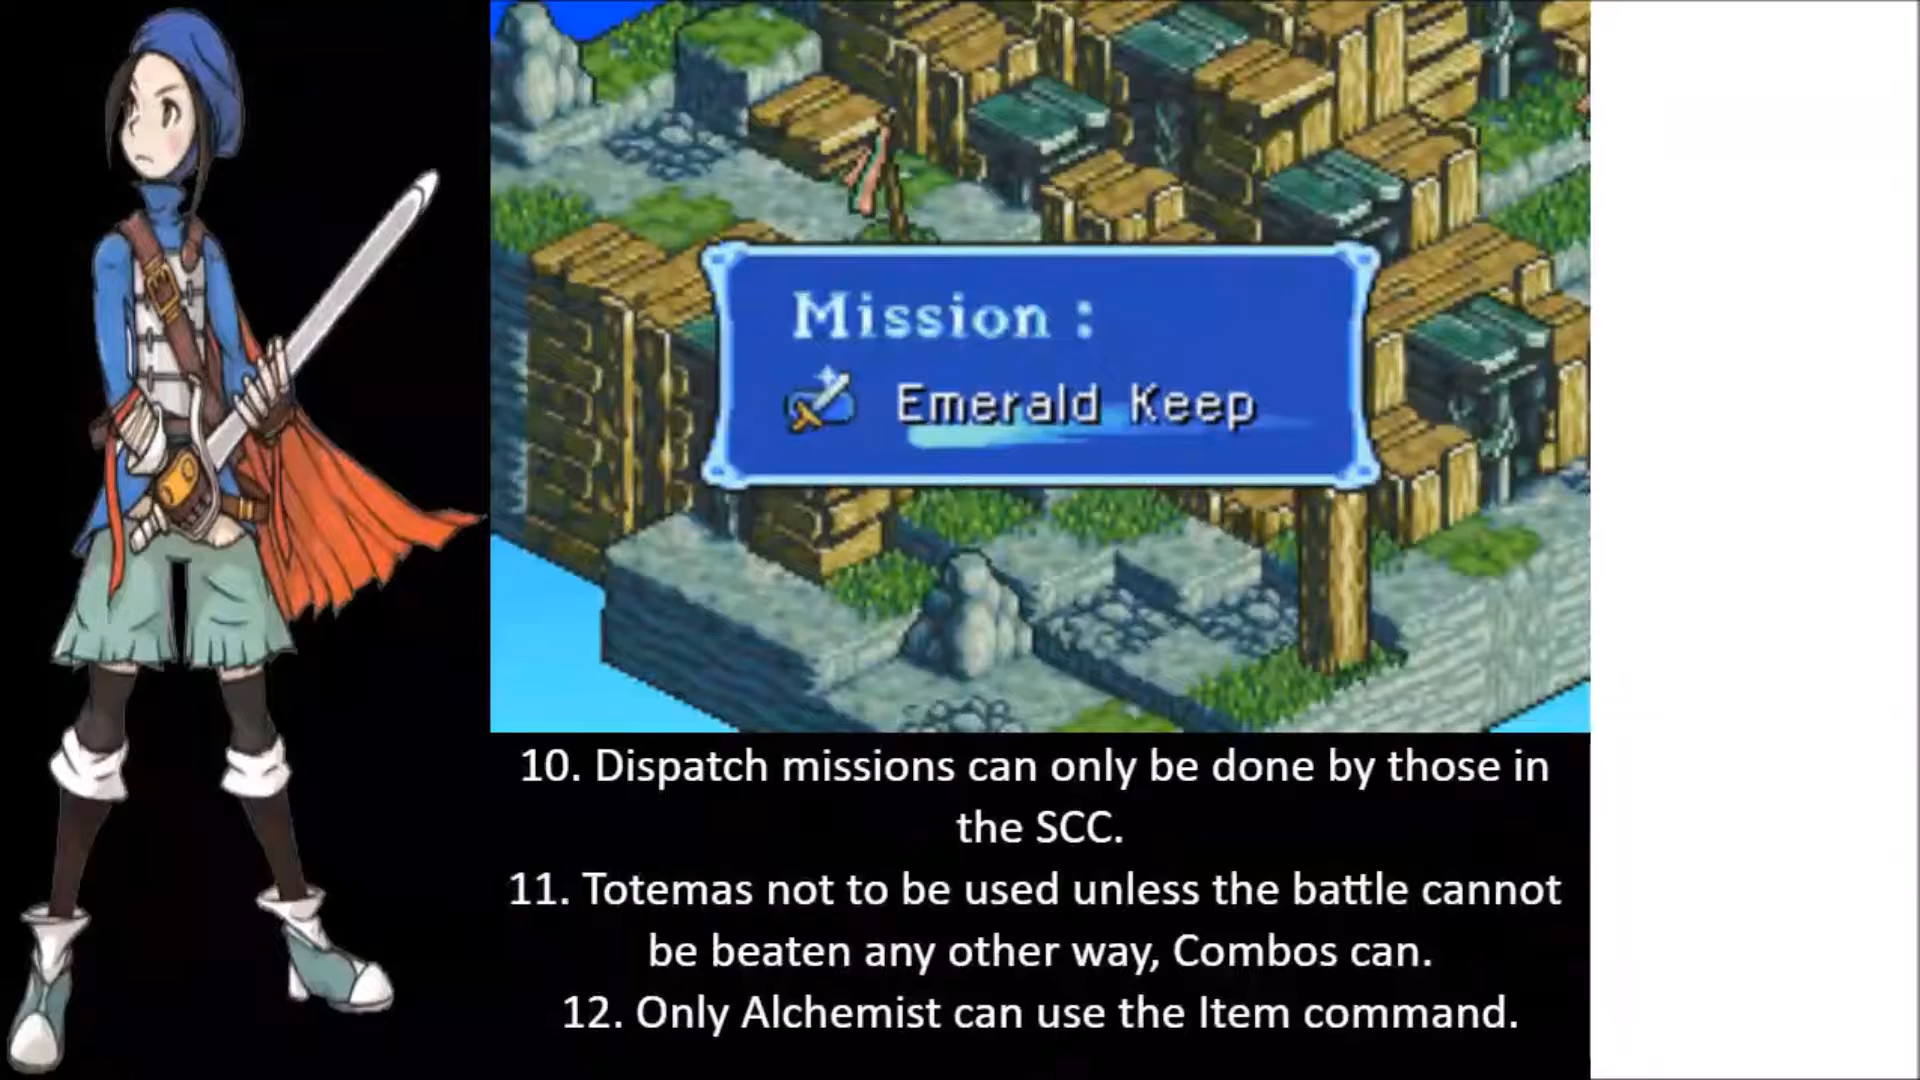 Mission :
Emerald Keep
10. Dispatch missions can only be done by those in
the SCC.
11. Totemas not to be used unless the battle cannot
be beaten any other way, Combos can.
12. Only Alchemist can use the Item command.